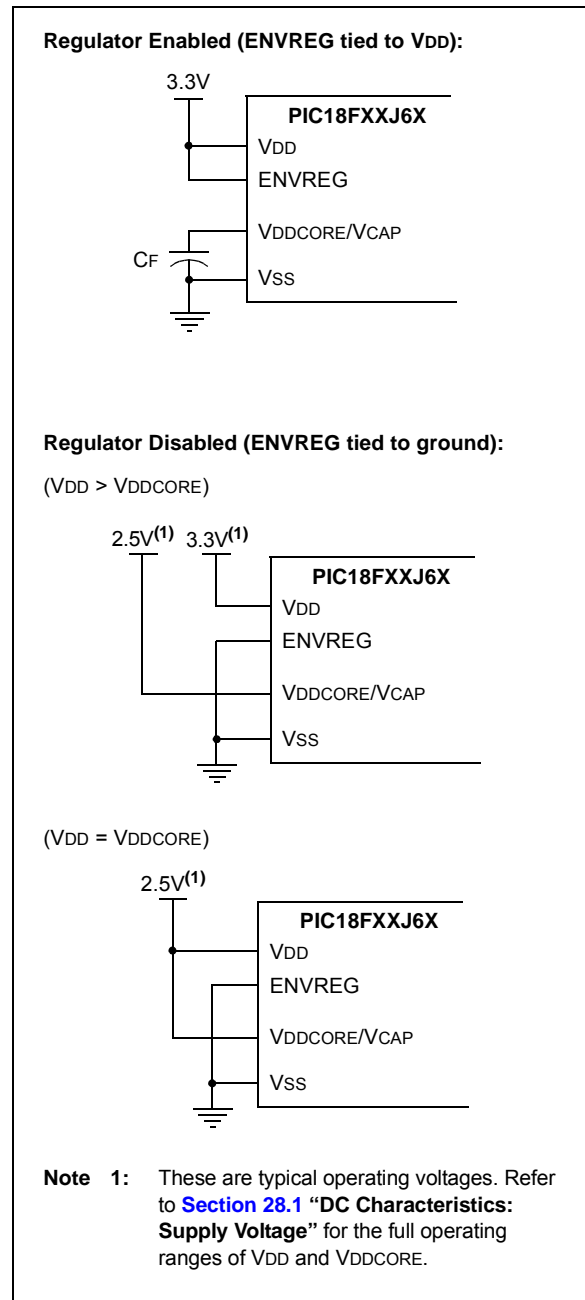 Regulator Enabled (ENVREG tied to VDD):
3.3V
PIC18FXXJ6X
VDD
ENVREG
VDDCORE/VCAP
CF
VSS
Regulator Disabled (ENVREG tied to ground):
(VDD > VDDCORE)
2.5V(1) 3.3V(1)
PIC18FXXJ6X
VDD
ENVREG
VDDCORE/VCAP
VSS
(VDD = VDDCORE)
2.5V(1)
PIC18FXXJ6X
VDD
ENVREG
VDDCORE/VCAP
VSS
Note 1: These are typical operating voltages. Refer
to Section 28.1 “DC Characteristics:
Supply Voltage” for the full operating
ranges of VDD and VDDCORE.